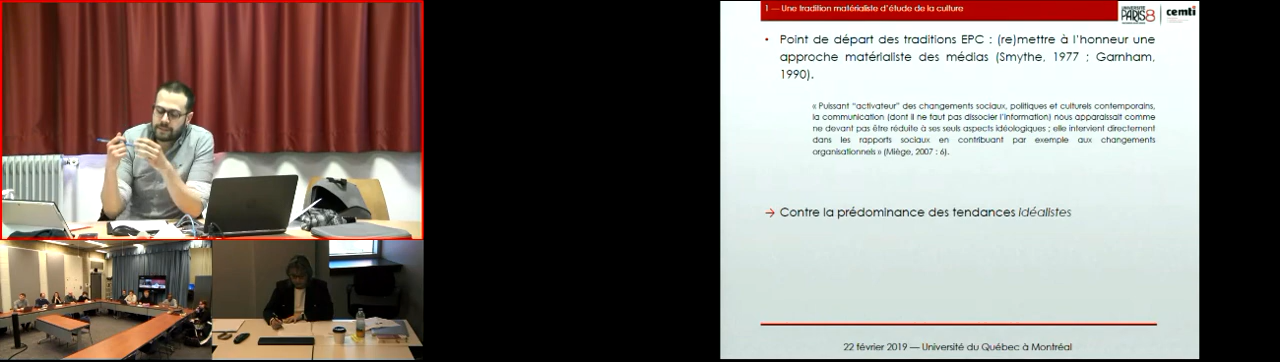 1 — Une tradition matérialiste d'étude de la culture
UNIVERSITÉ
PARIS8
cemti
• Point de départ des traditions EPC : (re)mettre à l'honneur une
approche matérialiste des médias (Smythe, 1977 ; Garnham,
1990).
« Puissant "activateur" des changements sociaux, politiques et culturels contemporains,
la communication (dont il ne faut pas dissocier l'information) nous apparaissait comme
ne devant pas être réduite à ses seuls aspects idéologiques ; elle intervient directement
dans les rapports sociaux en contribuant par exemple aux changements
organisationnels » (Miège, 2007 : 6).
→ Contre la prédominance des tendances idéalistes
22 février 2019 — Université du Québec à Montréal